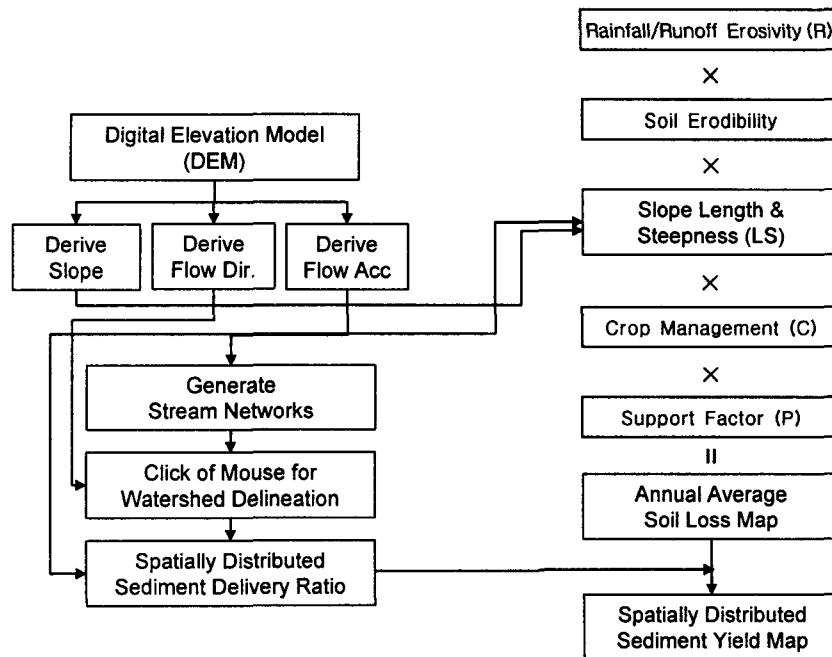 Digital Elevation Model
(DEM)
Derive
Slope
Derive
Flow Dir.
Derive
Flow Acc
Generate
Stream Networks
Click of Mouse for
Watershed Delineation
Spatially Distributed
Sediment Delivery Ratio
Rainfall/Runoff Erosivity (R)
×
Soil Erodibility
×
Slope Length &
Steepness (LS)
×
Crop Management (C)
×
Support Factor (P)
=
Annual Average
Soil Loss Map
Spatially Distributed
Sediment Yield Map